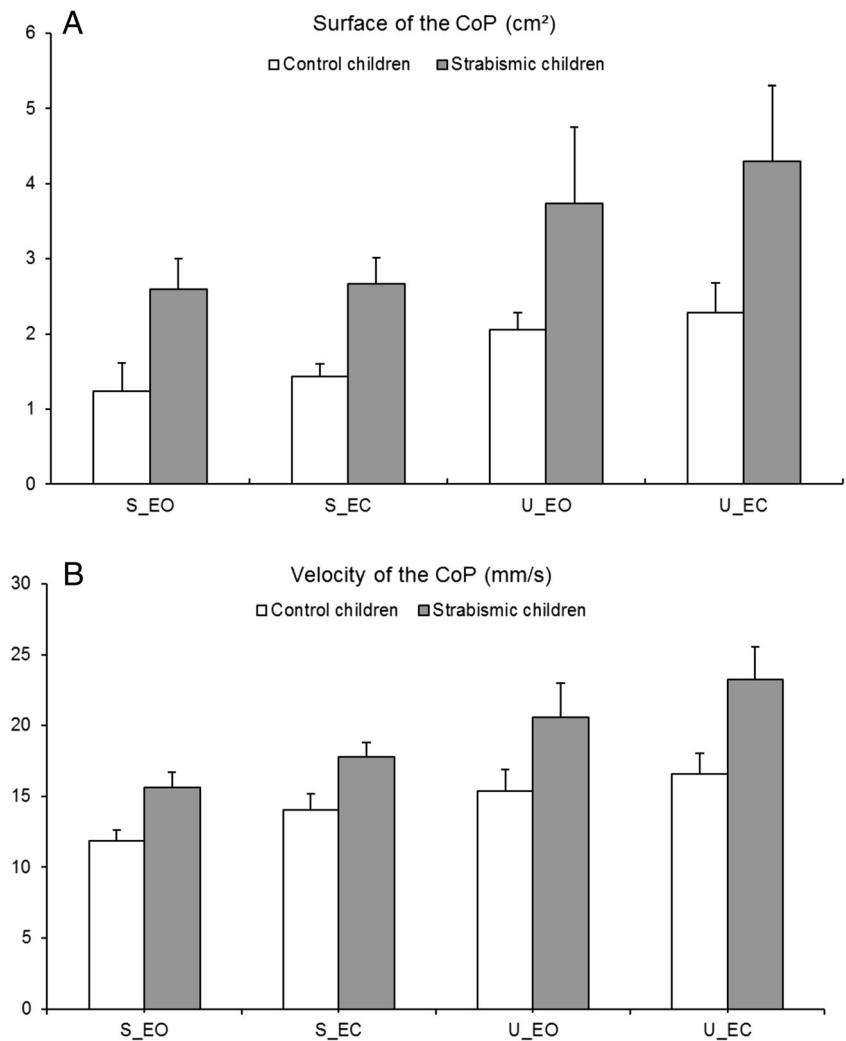 A
Surface of the CoP (cm²)
Control children Strabismic children
6
5
4
3
2
1
0
S_EO S_EC U_EO U_EC
B
Velocity of the CoP (mm/s)
Control children Strabismic children
30
25
20
15
10
5
0
S_EO S_EC U_EO U_EC